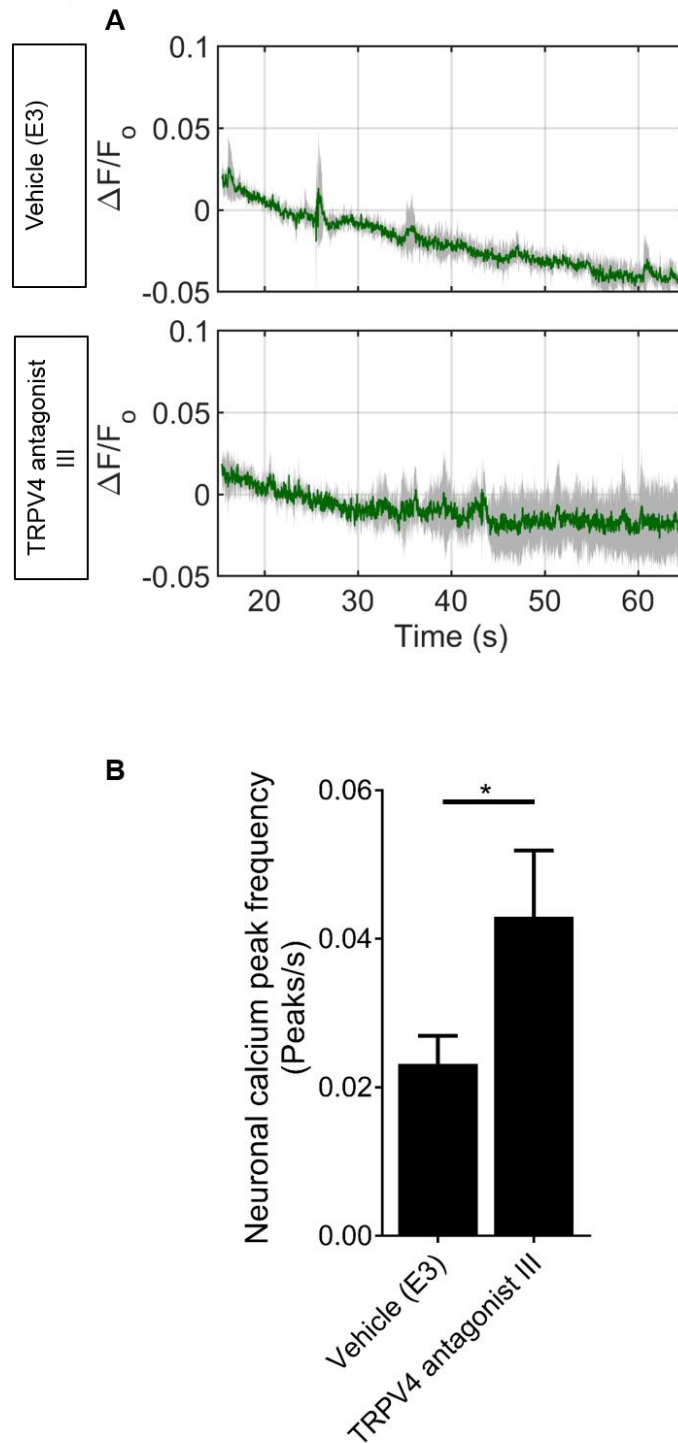 A
Vehicle (E3)
ΔF/Fo
0.1
0.05
0
-0.05
TRPV4 antagonist
III
ΔF/Fo
0.1
0.05
0
-0.05
20 30 40 50 60
Time (s)
B
Neuronal calcium peak frequency
(Peaks/s)
0.06
0.04
0.02
0.00
*
Vehicle (E3)
TRPV4 antagonist III